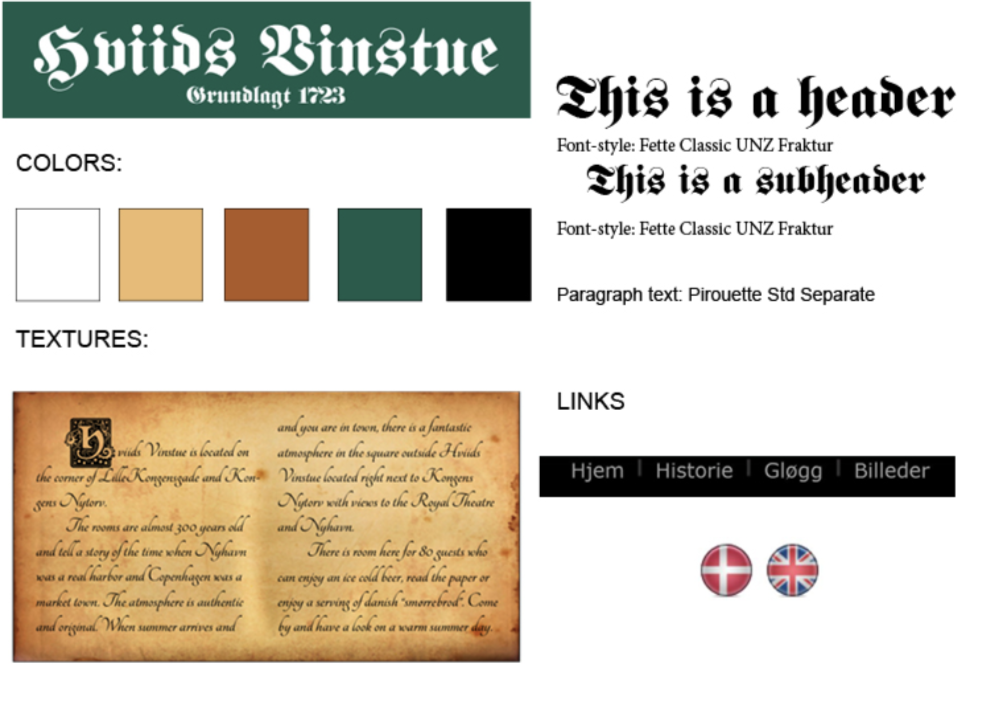 Hviids Vinstue
Grundlagt 1723
COLORS:
TEXTURES:
Hviids Vinstue is located on
the corner of LilleKongensgade and Kon-
gens Nytorv.
The rooms are almost 300 years old
and tell a story of the time when Nyhavn
was a real harbor and Copenhagen was a
market town. The atmosphere is authentic
and original. When summer arrives and
and you are in town, there is a fantastic
atmosphere in the square outside Hviids
Vinstue located right next to Kongens
Nytorv with views to the Royal Theatre
and Nyhavn.
There is room here for 80 guests who
can enjoy an ice cold beer, read the paper or
enjoy a serving of danish "smørrebrød". Come
by and have a look on a warm summer day.
This is a header
Font-style: Fette Classic UNZ Fraktur
This is a subheader
Font-style: Fette Classic UNZ Fraktur
Paragraph text: Pirouette Std Separate
LINKS
Hjem | Historie | Gløgg | Billeder